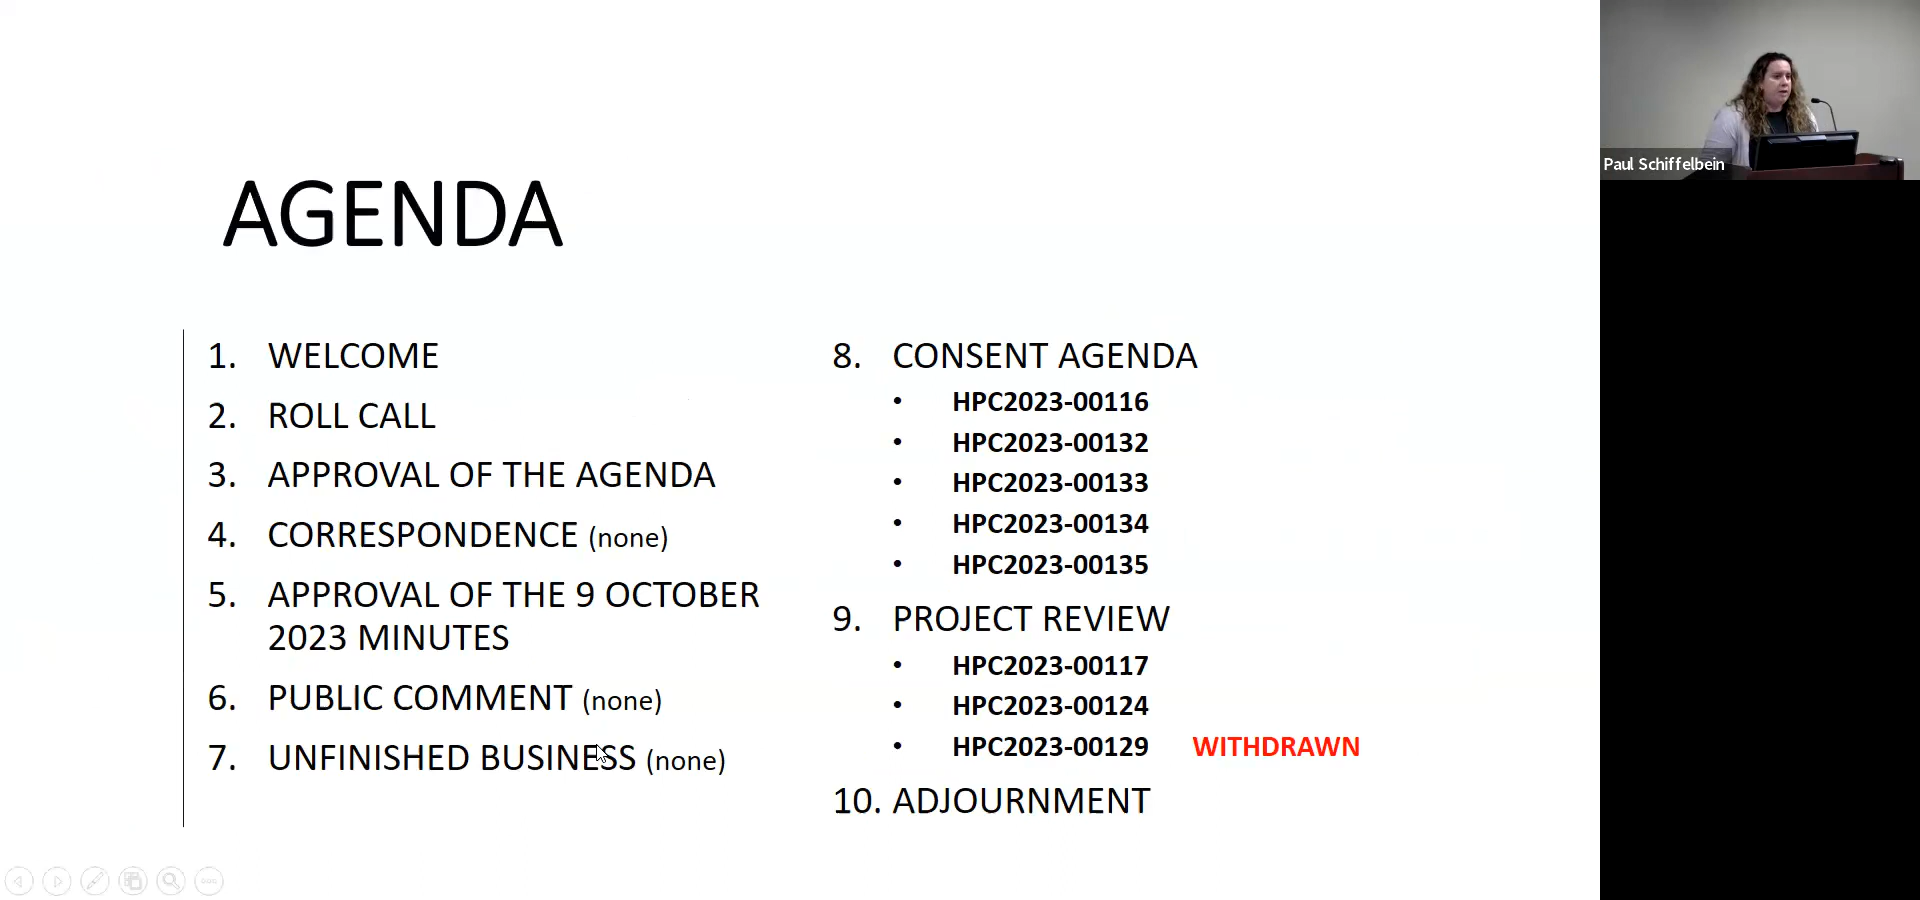 AGENDA
1. WELCOME
2. ROLL CALL
3. APPROVAL OF THE AGENDA
4. CORRESPONDENCE (none)
5. APPROVAL OF THE 9 OCTOBER
2023 MINUTES
6. PUBLIC COMMENT (none)
7. UNFINISHED BUSINESS (none)
8. CONSENT AGENDA
• HPC2023-00116
• HPC2023-00132
• HPC2023-00133
• HPC2023-00134
• HPC2023-00135
9. PROJECT REVIEW
• HPC2023-00117
• HPC2023-00124
• HPC2023-00129 WITHDRAWN
10. ADJOURNMENT
Paul Schiffelbein